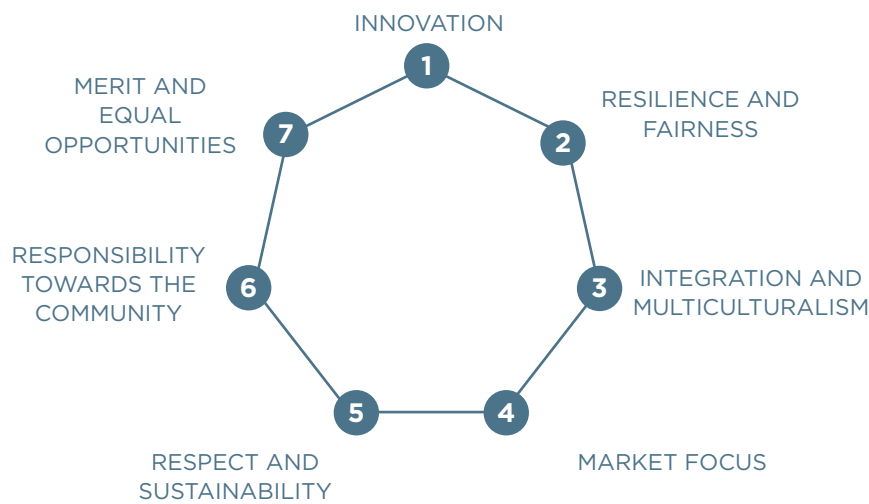 INNOVATION
1
RESILIENCE AND
FAIRNESS
2
INTEGRATION AND
MULTICULTURALISM
3
MARKET FOCUS
4
RESPECT AND
SUSTAINABILITY
5
RESPONSIBILITY
TOWARDS THE
COMMUNITY
6
MERIT AND
EQUAL
OPPORTUNITIES
7